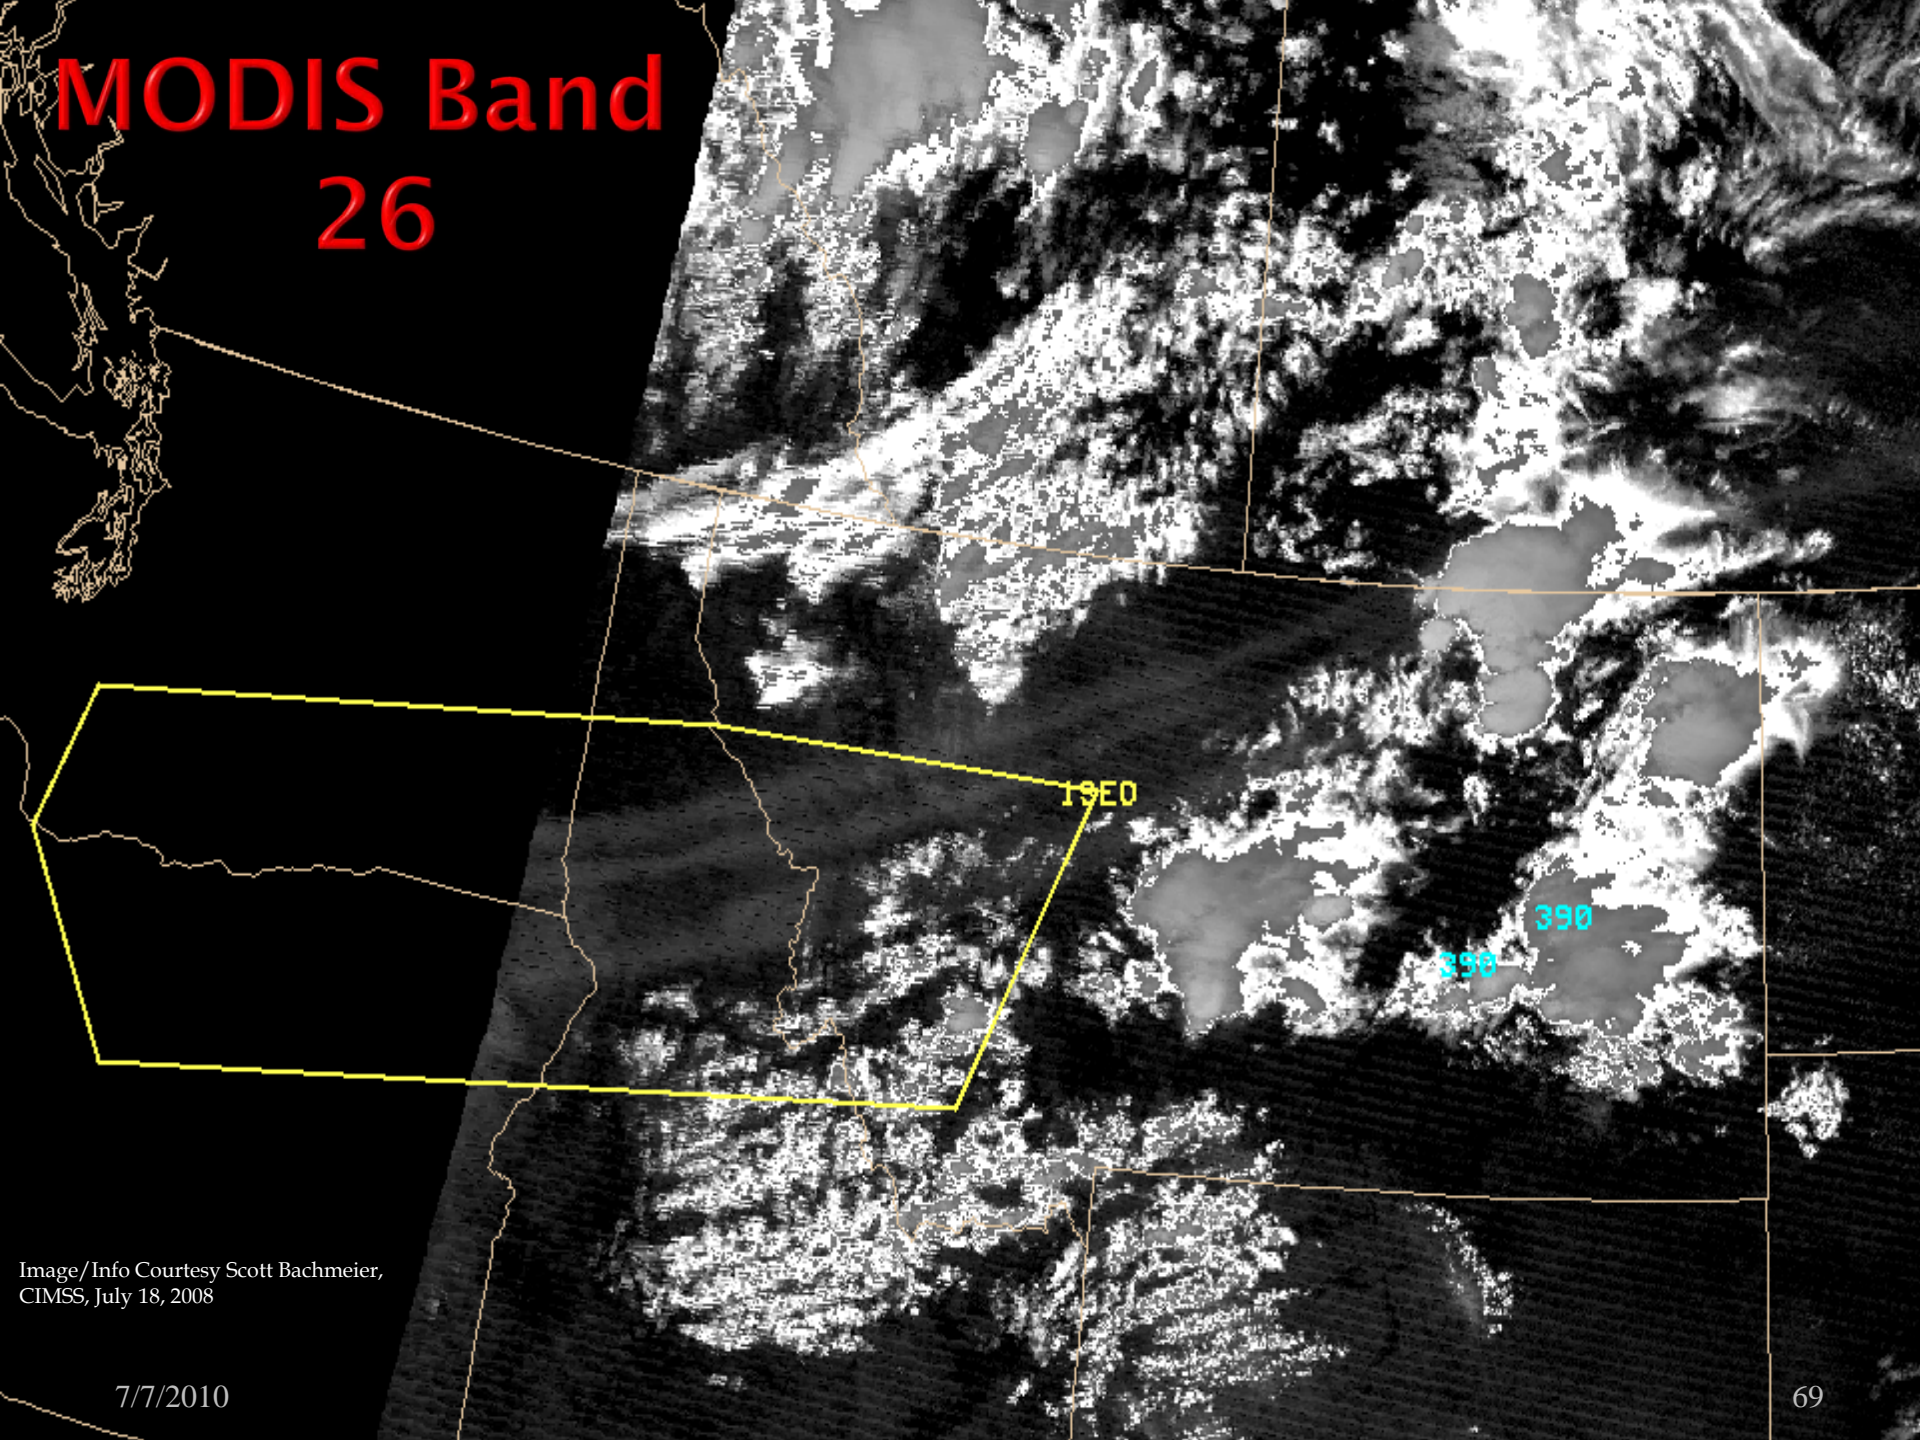 MODIS Band
26
19E0
390
390
Image/Info Courtesy Scott Bachmeier,
CIMSS, July 18, 2008
7/7/2010
69